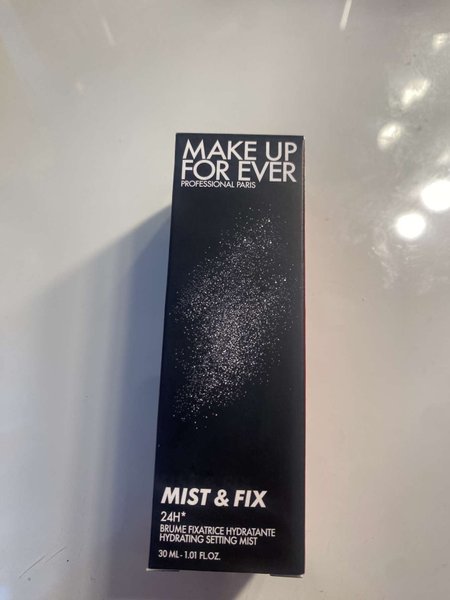 MAKE UP
FOR EVER
PROFESSIONAL PARIS
MIST & FIX
24H*
BRUME FIXATRICE HYDRATANTE
HYDRATING SETTING MIST
30 ML - 1.01 FL.OZ.